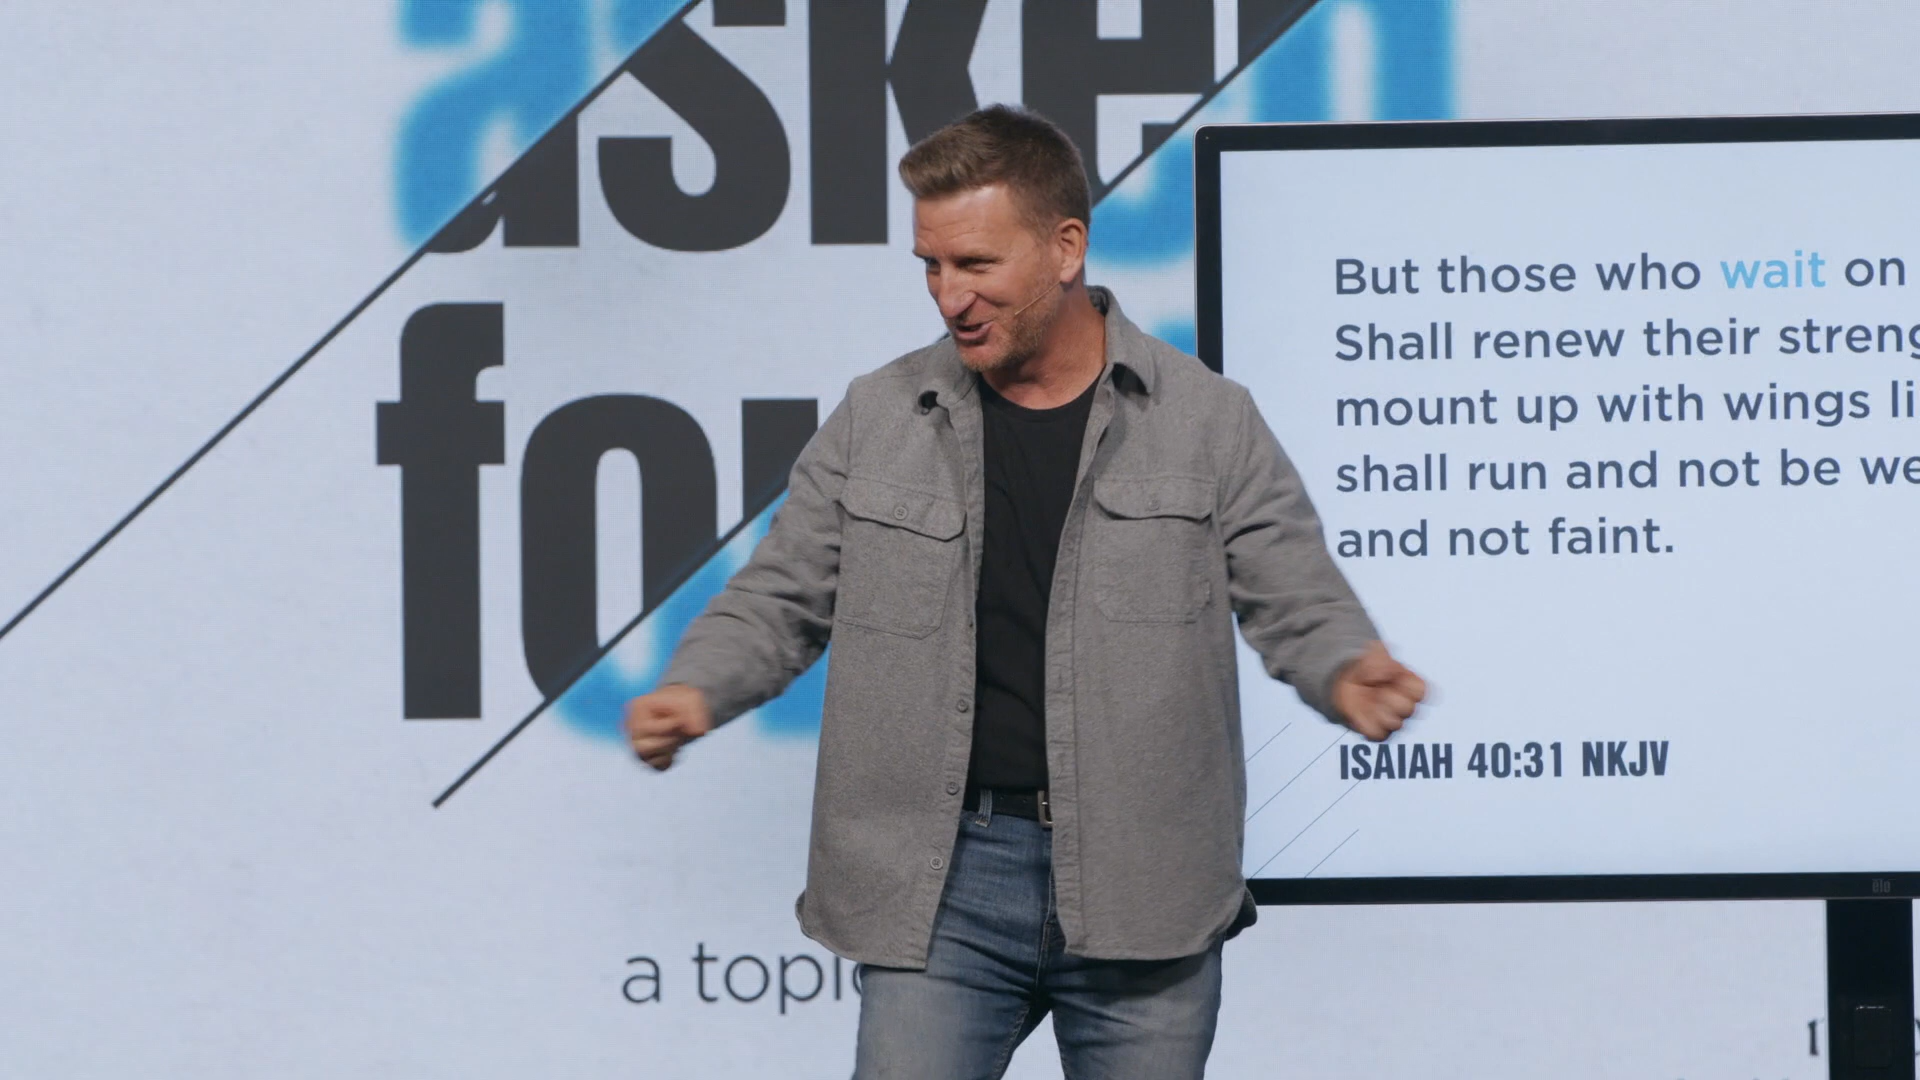 asked
for
But those who wait on
Shall renew their streng
mount up with wings li
shall run and not be we
and not faint.
ISAIAH 40:31 NKJV
elo
a topic